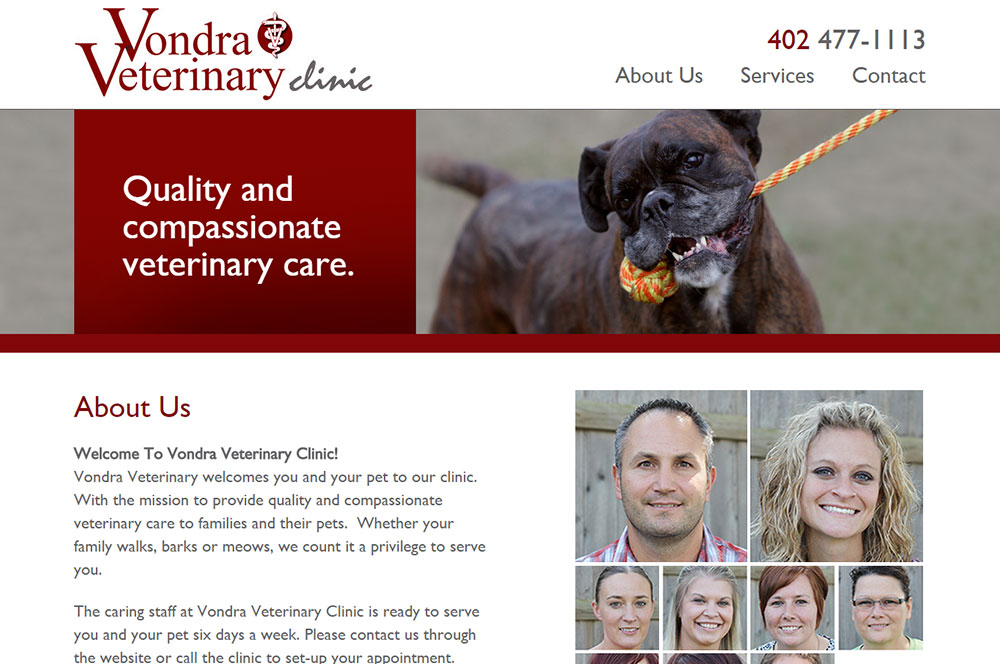 Vondra
Veterinary clinic
402 477-1113
About Us Services Contact
Quality and
compassionate
veterinary care.
About Us
Welcome To Vondra Veterinary Clinic!
Vondra Veterinary welcomes you and your pet to our clinic.
With the mission to provide quality and compassionate
veterinary care to families and their pets.  Whether your
family walks, barks or meows, we count it a privilege to serve
you.
The caring staff at Vondra Veterinary Clinic is ready to serve
you and your pet six days a week. Please contact us through
the website or call the clinic to set-up your appointment.